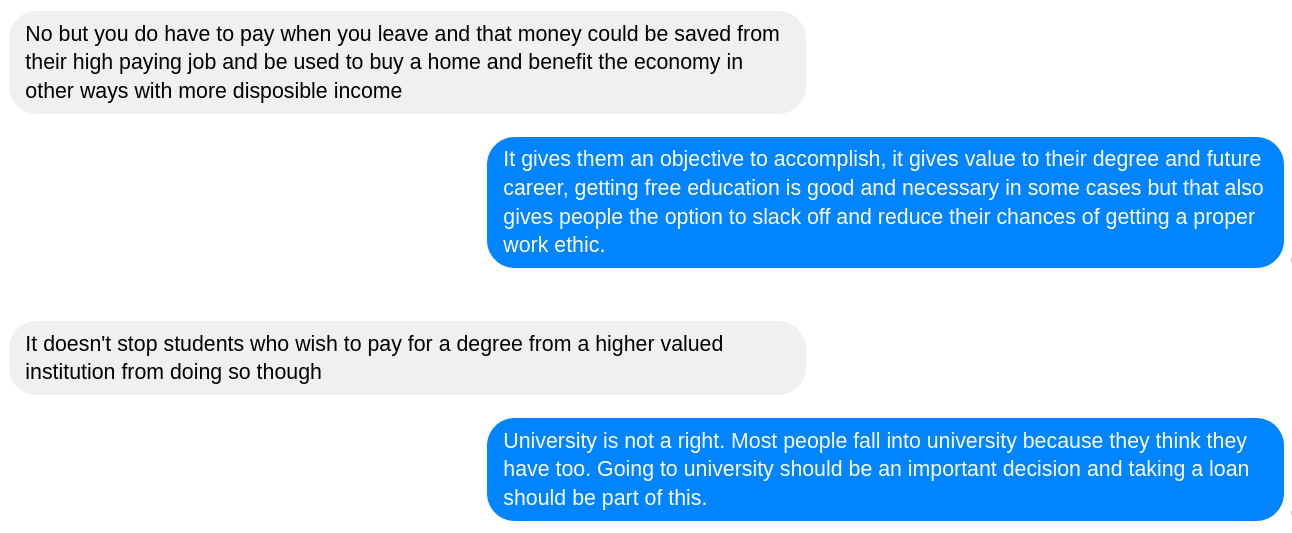 No but you do have to pay when you leave and that money could be saved from
their high paying job and be used to buy a home and benefit the economy in
other ways with more disposible income
It gives them an objective to accomplish, it gives value to their degree and future
career, getting free education is good and necessary in some cases but that also
gives people the option to slack off and reduce their chances of getting a proper
work ethic.
It doesn't stop students who wish to pay for a degree from a higher valued
institution from doing so though
University is not a right. Most people fall into university because they think they
have too. Going to university should be an important decision and taking a loan
should be part of this.